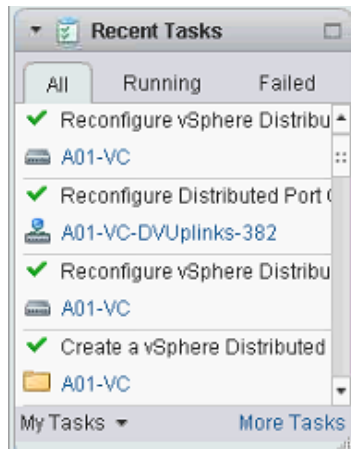 Recent Tasks
All Running Failed
Reconfigure vSphere Distribu
A01-VC
Reconfigure Distributed Port
A01-VC-DVUplinks-382
Reconfigure vSphere Distribu
A01-VC
Create a vSphere Distributed
A01-VC
My Tasks More Tasks